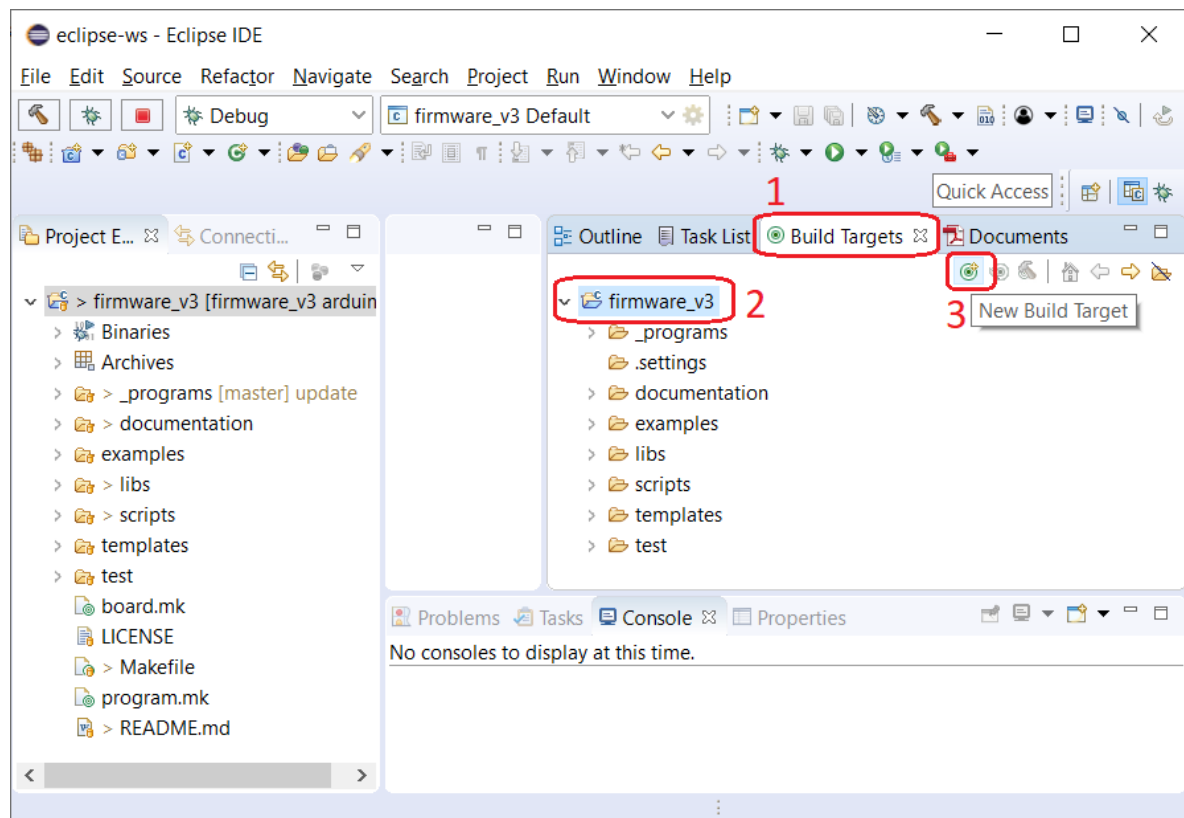 eclipse-ws - Eclipse IDE
File Edit Source Refactor Navigate Search Project Run Window Help
Debug
firmware_v3 Default
010
1
Quick Access
Project E...
Connecti...
Outline
Task List
Build Targets
Documents
> firmware_v3 [firmware_v3 arduin
Binaries
Archives
> _programs [master] update
> documentation
examples
> libs
> scripts
templates
test
board.mk
LICENSE
> Makefile
program.mk
> README.md
firmware_v3
2
3
New Build Target
_programs
.settings
documentation
examples
libs
scripts
templates
test
Problems
Tasks
Console
Properties
No consoles to display at this time.